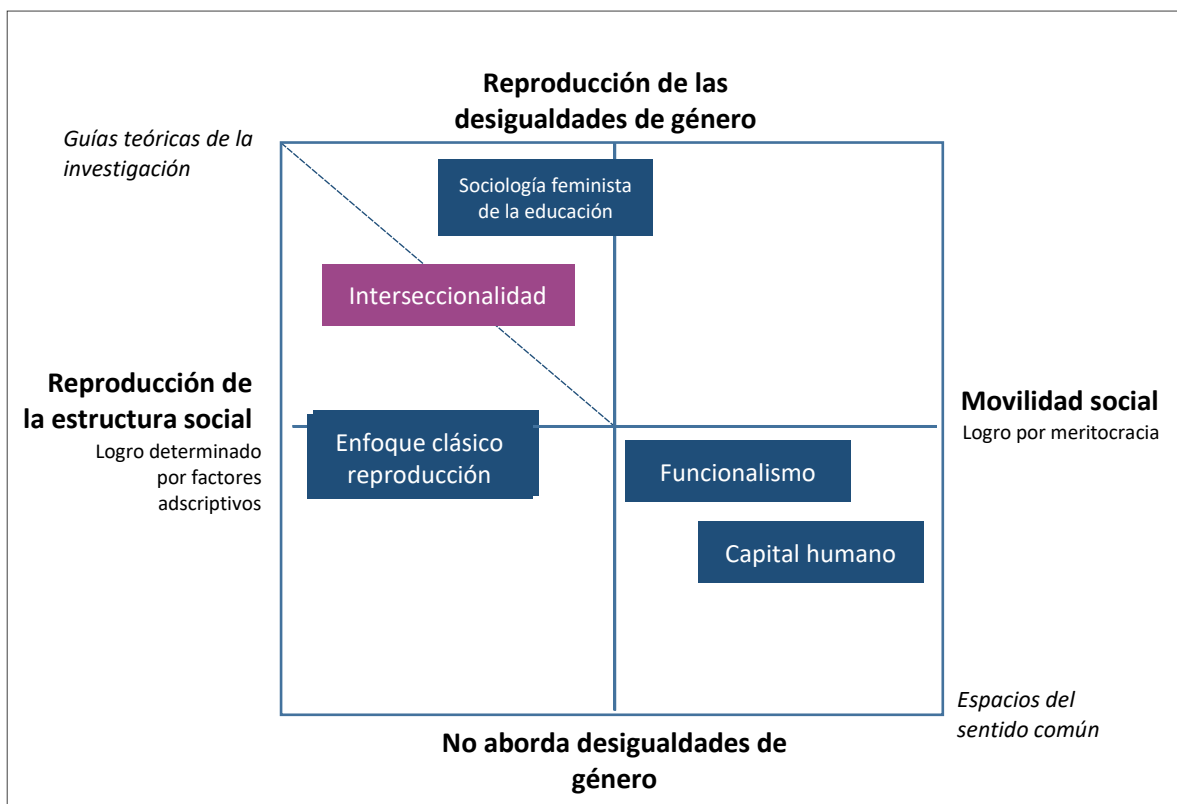 Reproducción de las
desigualdades de género
Guías teóricas de la
investigación
Sociología feminista
de la educación
Interseccionalidad
Reproducción de
la estructura social
Logro determinado
por factores
adscriptivos
Enfoque clásico
reproducción
Movilidad social
Logro por meritocracia
Funcionalismo
Capital humano
Espacios del
sentido común
No aborda desigualdades de
género